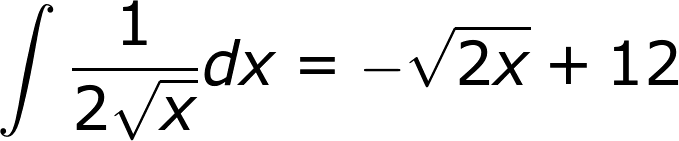 ∫ 1/(2√x) dx = −√(2x) + 12